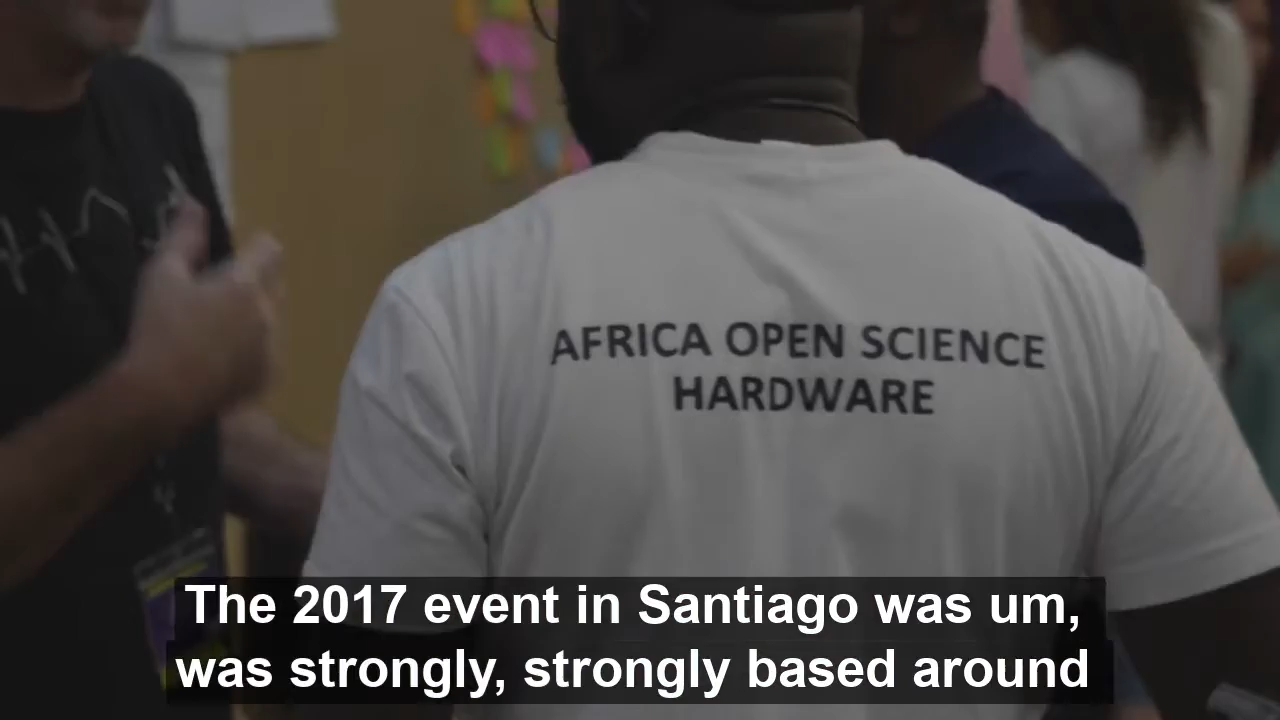 AFRICA OPEN SCIENCE
HARDWARE
The 2017 event in Santiago was um,
was strongly, strongly based around